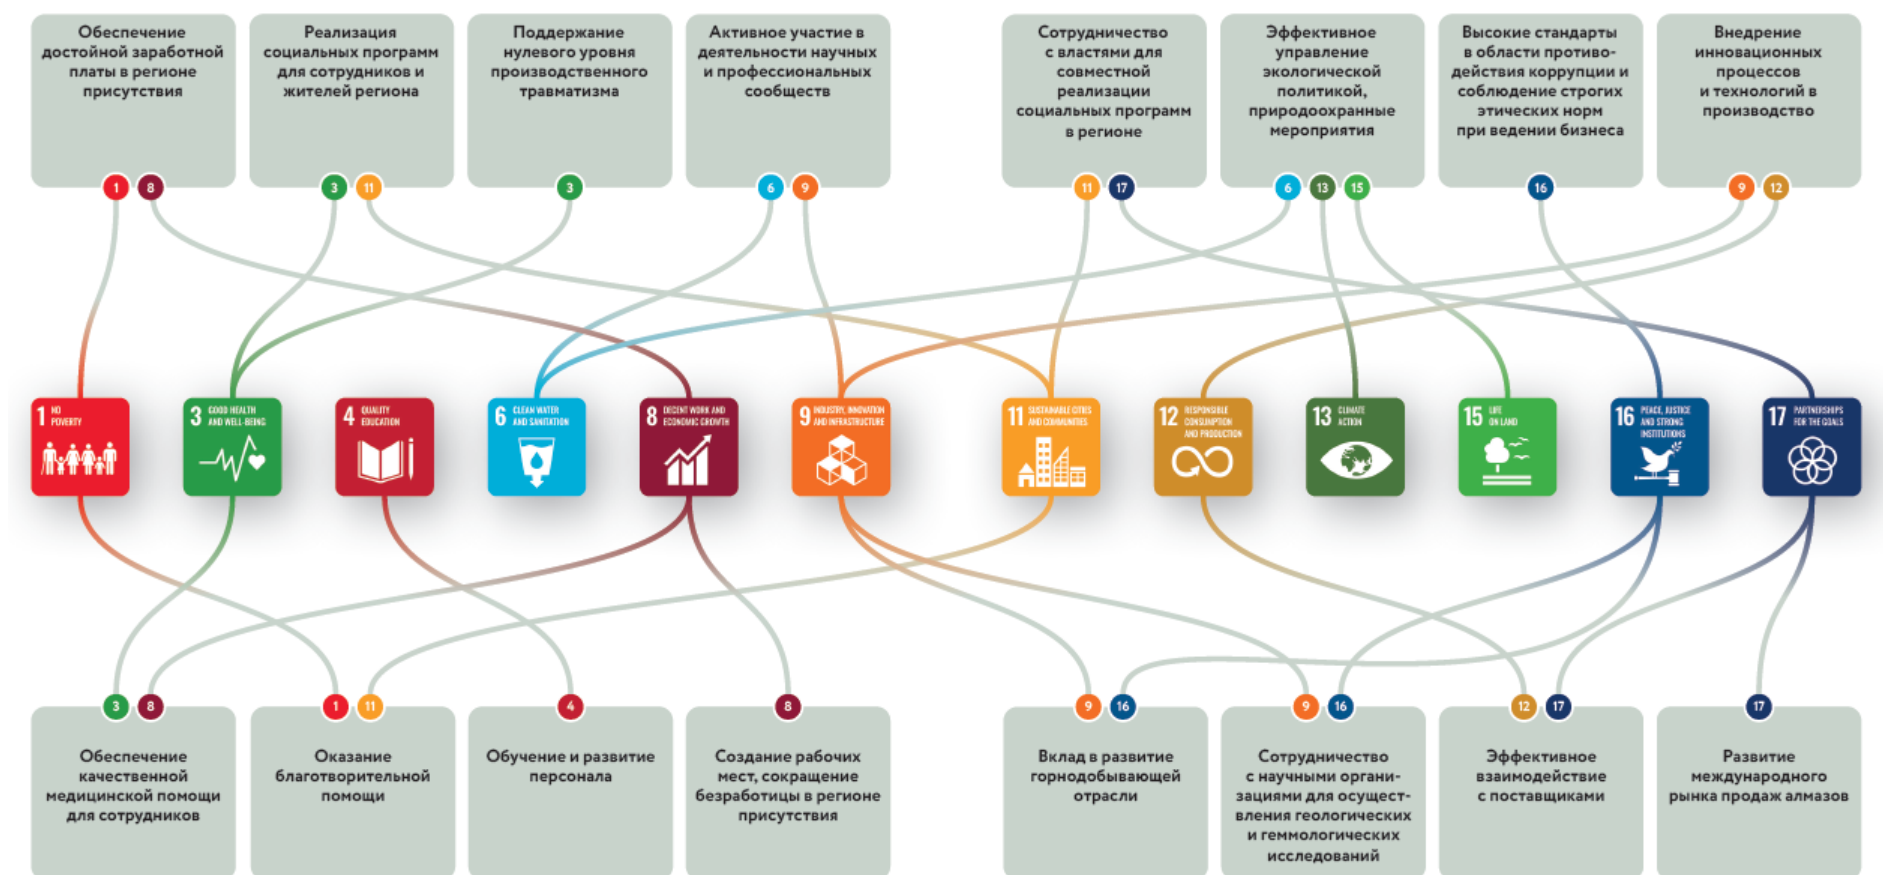 Обеспечение
достойной заработной
платы в регионе
присутствия
1 8
Реализация
социальных программ
для сотрудников и
жителей региона
3 11
Поддержание
нулевого уровня
производственного
травматизма
3
Активное участие в
деятельности научных
и профессиональных
сообществ
6 9
Сотрудничество
с властями для
совместной
реализации
социальных программ
в регионе
11 17
Эффективное
управление
экологической
политикой,
природоохранные
мероприятия
6 13 15
Высокие стандарты
в области противо-
действия коррупции и
соблюдение строгих
этических норм
при ведении бизнеса
16
Внедрение
инновационных
процессов
и технологий в
производство
9 12
1 NO
POVERTY
3 GOOD HEALTH
AND WELL-BEING
4 QUALITY
EDUCATION
6 CLEAN WATER
AND SANITATION
8 DECENT WORK AND
ECONOMIC GROWTH
9 INDUSTRY, INNOVATION
AND INFRASTRUCTURE
11 SUSTAINABLE CITIES
AND COMMUNITIES
12 RESPONSIBLE
CONSUMPTION
AND PRODUCTION
13 CLIMATE
ACTION
15 LIFE
ON LAND
16 PEACE, JUSTICE
AND STRONG
INSTITUTIONS
17 PARTNERSHIPS
FOR THE GOALS
3 8
Обеспечение
качественной
медицинской помощи
для сотрудников
1 11
Оказание
благотворительной
помощи
4
Обучение и развитие
персонала
8
Создание рабочих
мест, сокращение
безработицы в регионе
присутствия
9 16
Вклад в развитие
горнодобывающей
отрасли
9 16
Сотрудничество
с научными органи-
зациями для осущест-
вления геологических
и геммологических
исследований
12 17
Эффективное
взаимодействие
с поставщиками
17
Развитие
международного
рынка продаж алмазов